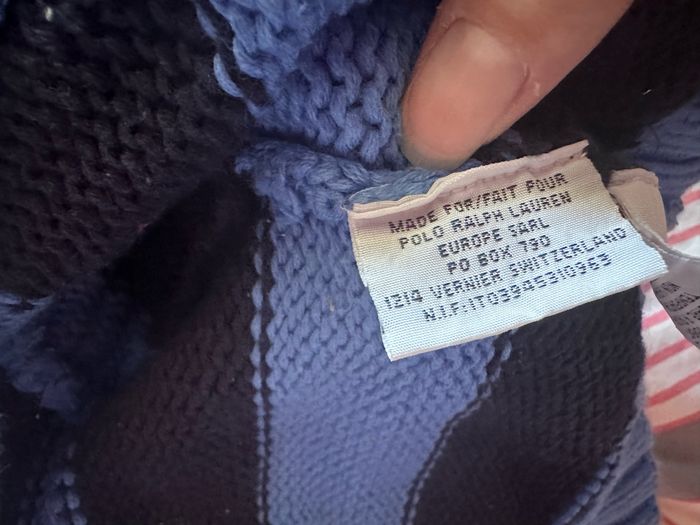 MADE FOR/FAIT POUR
POLO RALPH LAUREN
EUROPE SARL
PO BOX 790
1214 VERNIER SWITZERLAND
N.I.F:IT03945310963